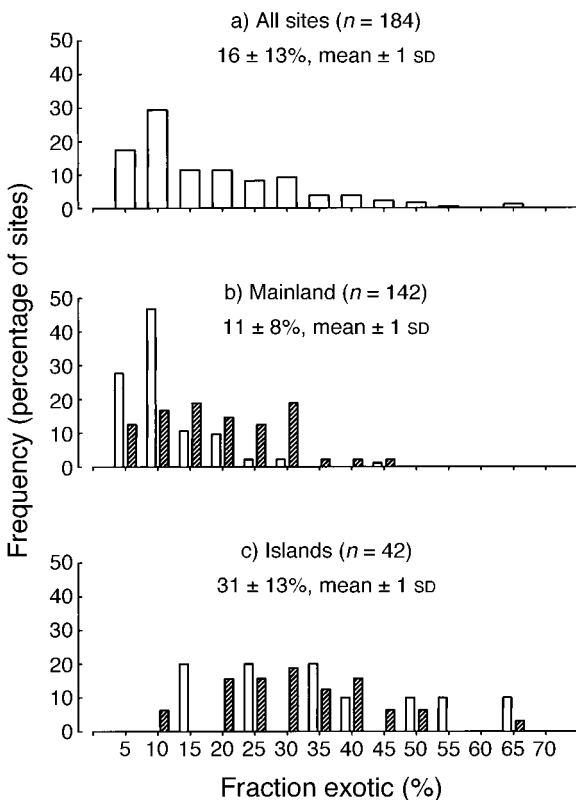 a) All sites (n = 184)
16 ± 13%, mean ± 1 SD
50
40
30
20
10
0
b) Mainland (n = 142)
11 ± 8%, mean ± 1 SD
50
40
30
20
10
0
c) Islands (n = 42)
31 ± 13%, mean ± 1 SD
50
40
30
20
10
0
5 10 15 20 25 30 35 40 45 50 55 60 65 70
Fraction exotic (%)
Frequency (percentage of sites)